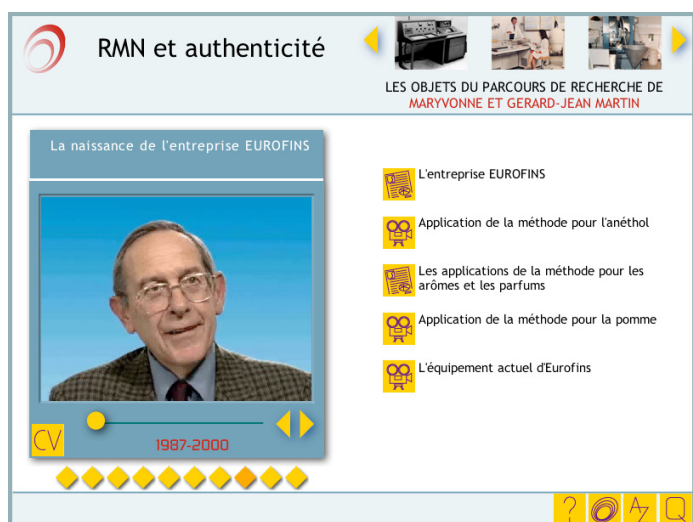 RMN et authenticité
LES OBJETS DU PARCOURS DE RECHERCHE DE
MARYVONNE ET GERARD-JEAN MARTIN
La naissance de l'entreprise EUROFINS
CV
1987-2000
L'entreprise EUROFINS
Application de la méthode pour l'anéthol
Les applications de la méthode pour les
arômes et les parfums
Application de la méthode pour la pomme
L'équipement actuel d'Eurofins
? AZ Q